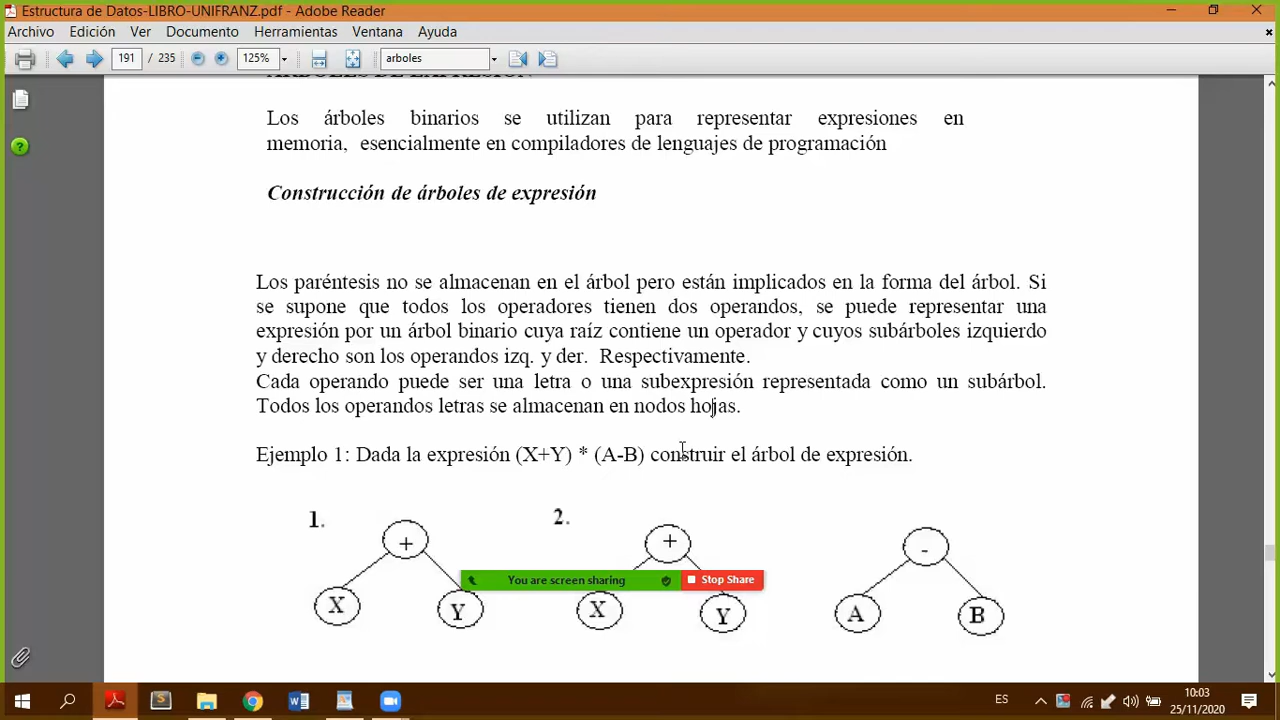 Estructura de Datos-LIBRO-UNIFRANZ.pdf - Adobe Reader
Archivo Edición Ver Documento Herramientas Ventana Ayuda
191 / 235 125% arboles
ÁRBOLES DE EXPRESIÓN
Los árboles binarios se utilizan para representar expresiones en
memoria, esencialmente en compiladores de lenguajes de programación
Construcción de árboles de expresión
Los paréntesis no se almacenan en el árbol pero están implicados en la forma del árbol. Si
se supone que todos los operadores tienen dos operandos, se puede representar una
expresión por un árbol binario cuya raíz contiene un operador y cuyos subárboles izquierdo
y derecho son los operandos izq. y der. Respectivamente.
Cada operando puede ser una letra o una subexpresión representada como un subárbol.
Todos los operandos letras se almacenan en nodos hojas.
Ejemplo 1: Dada la expresión (X+Y) * (A-B) construir el árbol de expresión.
1. 2.
+ + -
You are screen sharing Stop Share
X Y X Y A B
ES 10:03
25/11/2020